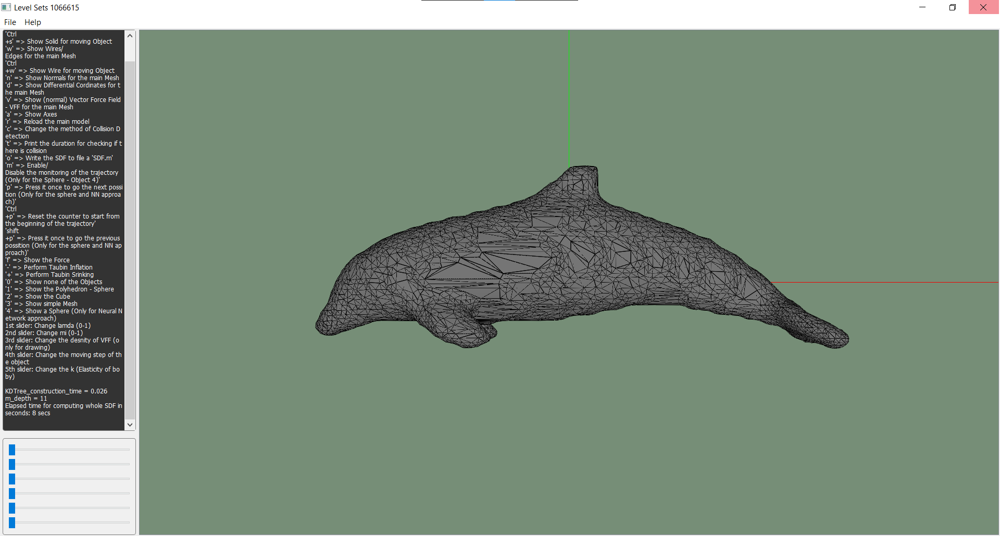 Level Sets 1066615
File Help
'Ctrl
+s' => Show Solid for moving Object
'w' => Show Wires/
Edges for the main Mesh
'Ctrl
+w' => Show Wire for moving Object
'n' => Show Normals for the main Mesh
'd' => Show Differential Cordinates for t
he main Mesh
'v' => Show (normal) Vector Force Field
- VFF for the main Mesh
'a' => Show Axes
'r' => Reload the main model
'c' => Change the method of Collision D
etection
't' => Print the duration for checking if t
here is collision
'o' => Write the SDF to file a 'SDF.m'
'm' => Enable/
Disable the monitoring of the trajectory
(Only for the Sphere - Object 4)'
'p' => Press it once to go the next possi
tion (Only for the sphere and NN approa
ch)'
'Ctrl
+p' => Reset the counter to start from
the beginning of the trajectory'
'shift
+p' => Press it once to go the previous
possition (Only for the sphere and NN ap
proach)'
'f' => Show the Force
'-' => Perform Taubin Inflation
'+' => Perform Taubin Srinking
'0' => Show none of the Objects
'1' => Show the Polyhedron - Sphere
'2' => Show the Cube
'3' => Show simple Mesh
'4' => Show a Sphere (Only for Neural N
etwork approach)
1st slider: Change lamda (0-1)
2nd slider: Change mi (0-1)
3rd slider: Change the desnity of VFF (o
nly for drawing)
4th slider: Change the moving step of th
e object
5th slider: Change the k (Elasticity of bo
by)
KDTree_construction_time = 0.026
m_depth = 11
Elapsed time for computing whole SDF in
seconds: 8 secs